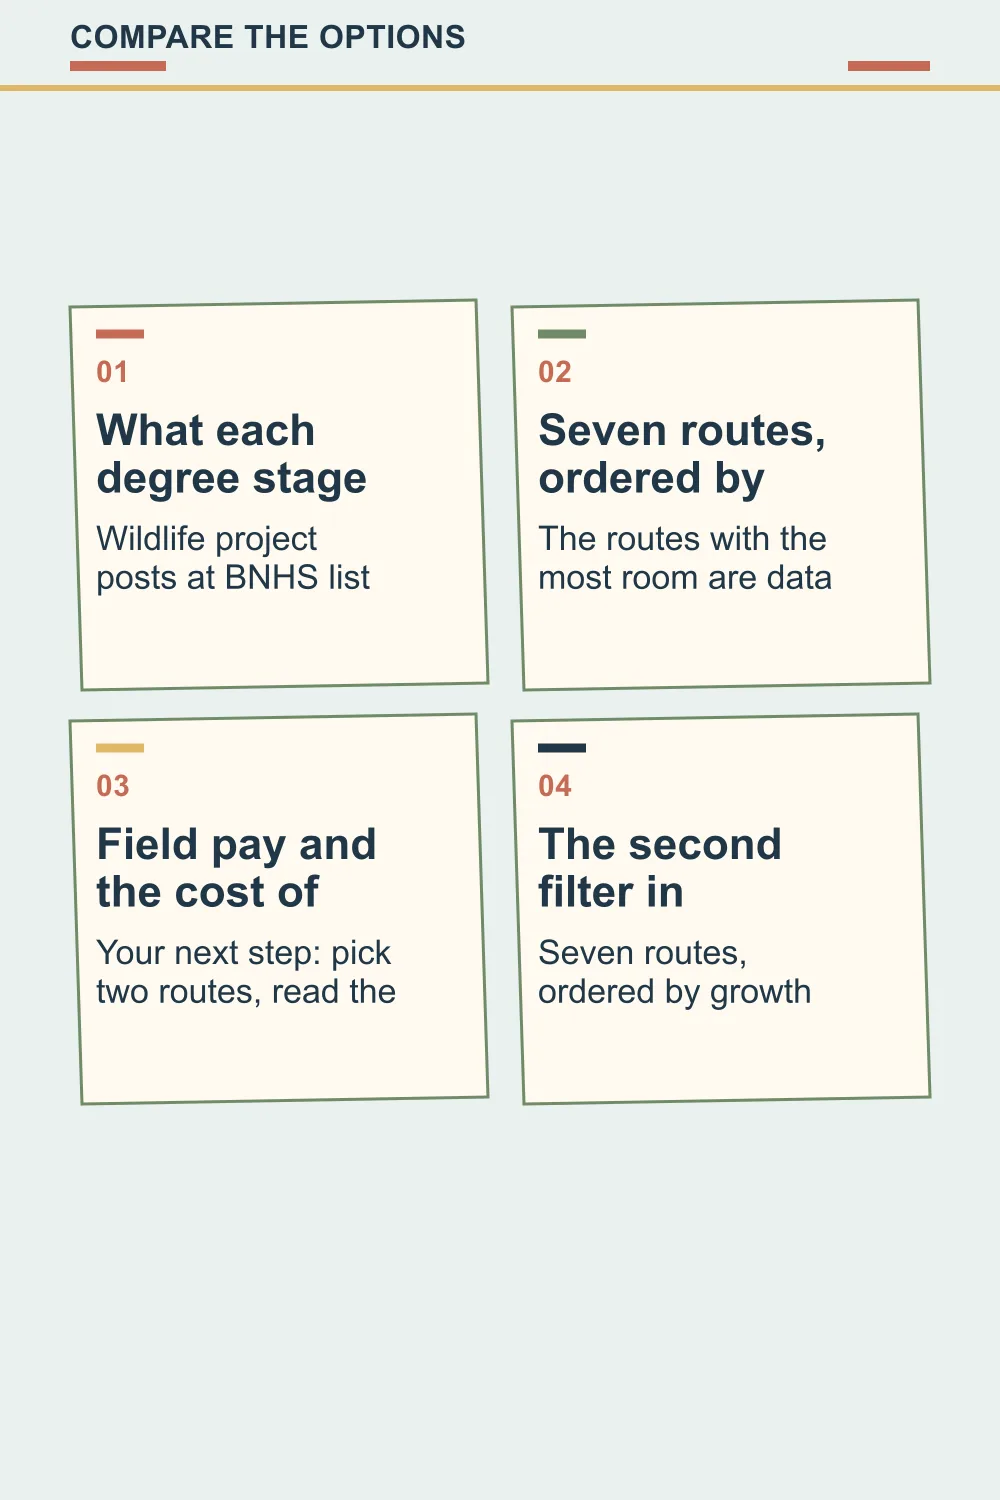 COMPARE THE OPTIONS
01
What each
degree stage
Wildlife project
posts at BNHS list
02
Seven routes,
ordered by
The routes with the
most room are data
03
Field pay and
the cost of
Your next step: pick
two routes, read the
04
The second
filter in
Seven routes,
ordered by growth